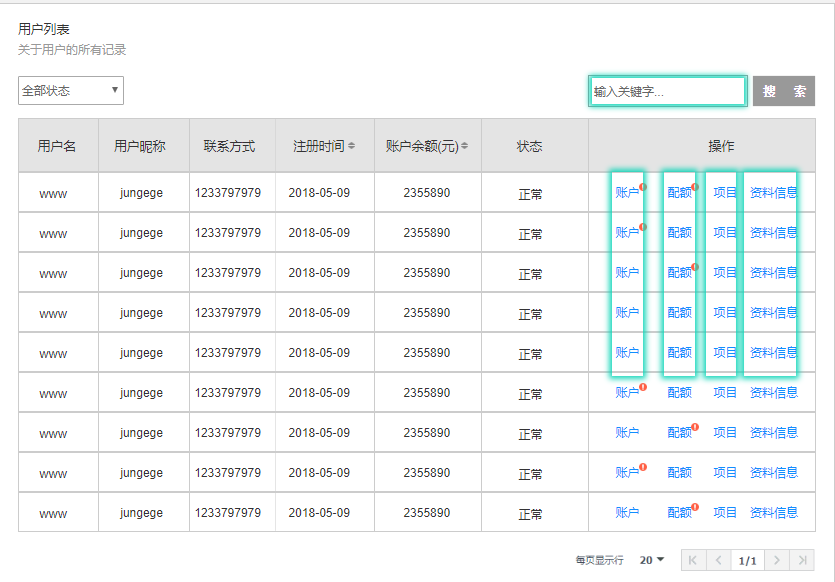 用户列表
关于用户的所有记录
全部状态
输入关键字... 搜 索
用户名 用户昵称 联系方式 注册时间 账户余额(元) 状态 操作
www jungege 1233797979 2018-05-09 2355890 正常 账户 配额 项目 资料信息
www jungege 1233797979 2018-05-09 2355890 正常 账户 配额 项目 资料信息
www jungege 1233797979 2018-05-09 2355890 正常 账户 配额 项目 资料信息
www jungege 1233797979 2018-05-09 2355890 正常 账户 配额 项目 资料信息
www jungege 1233797979 2018-05-09 2355890 正常 账户 配额 项目 资料信息
www jungege 1233797979 2018-05-09 2355890 正常 账户 配额 项目 资料信息
www jungege 1233797979 2018-05-09 2355890 正常 账户 配额 项目 资料信息
www jungege 1233797979 2018-05-09 2355890 正常 账户 配额 项目 资料信息
www jungege 1233797979 2018-05-09 2355890 正常 账户 配额 项目 资料信息
每页显示行 20 1/1